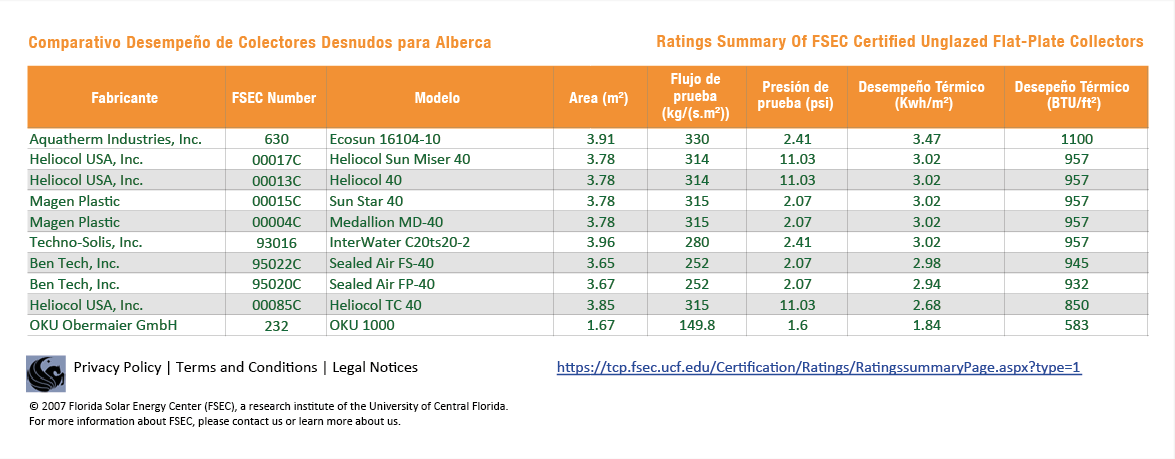 Comparativo Desempeño de Colectores Desnudos para Alberca
Ratings Summary Of FSEC Certified Unglazed Flat-Plate Collectors
Fabricante FSEC Number Modelo Area (m²) Flujo de prueba (kg/(s.m²)) Presión de prueba (psi) Desempeño Térmico (Kwh/m²) Desepeño Térmico (BTU/ft²)
Aquatherm Industries, Inc. 630 Ecosun 16104-10 3.91 330 2.41 3.47 1100
Heliocol USA, Inc. 00017C Heliocol Sun Miser 40 3.78 314 11.03 3.02 957
Heliocol USA, Inc. 00013C Heliocol 40 3.78 314 11.03 3.02 957
Magen Plastic 00015C Sun Star 40 3.78 315 2.07 3.02 957
Magen Plastic 00004C Medallion MD-40 3.78 315 2.07 3.02 957
Techno-Solis, Inc. 93016 InterWater C20ts20-2 3.96 280 2.41 3.02 957
Ben Tech, Inc. 95022C Sealed Air FS-40 3.65 252 2.07 2.98 945
Ben Tech, Inc. 95020C Sealed Air FP-40 3.67 252 2.07 2.94 932
Heliocol USA, Inc. 00085C Heliocol TC 40 3.85 315 11.03 2.68 850
OKU Obermaier GmbH 232 OKU 1000 1.67 149.8 1.6 1.84 583
Privacy Policy | Terms and Conditions | Legal Notices
https://tcp.fsec.ucf.edu/Certification/Ratings/RatingssummaryPage.aspx?type=1
© 2007 Florida Solar Energy Center (FSEC), a research institute of the University of Central Florida.
For more information about FSEC, please contact us or learn more about us.